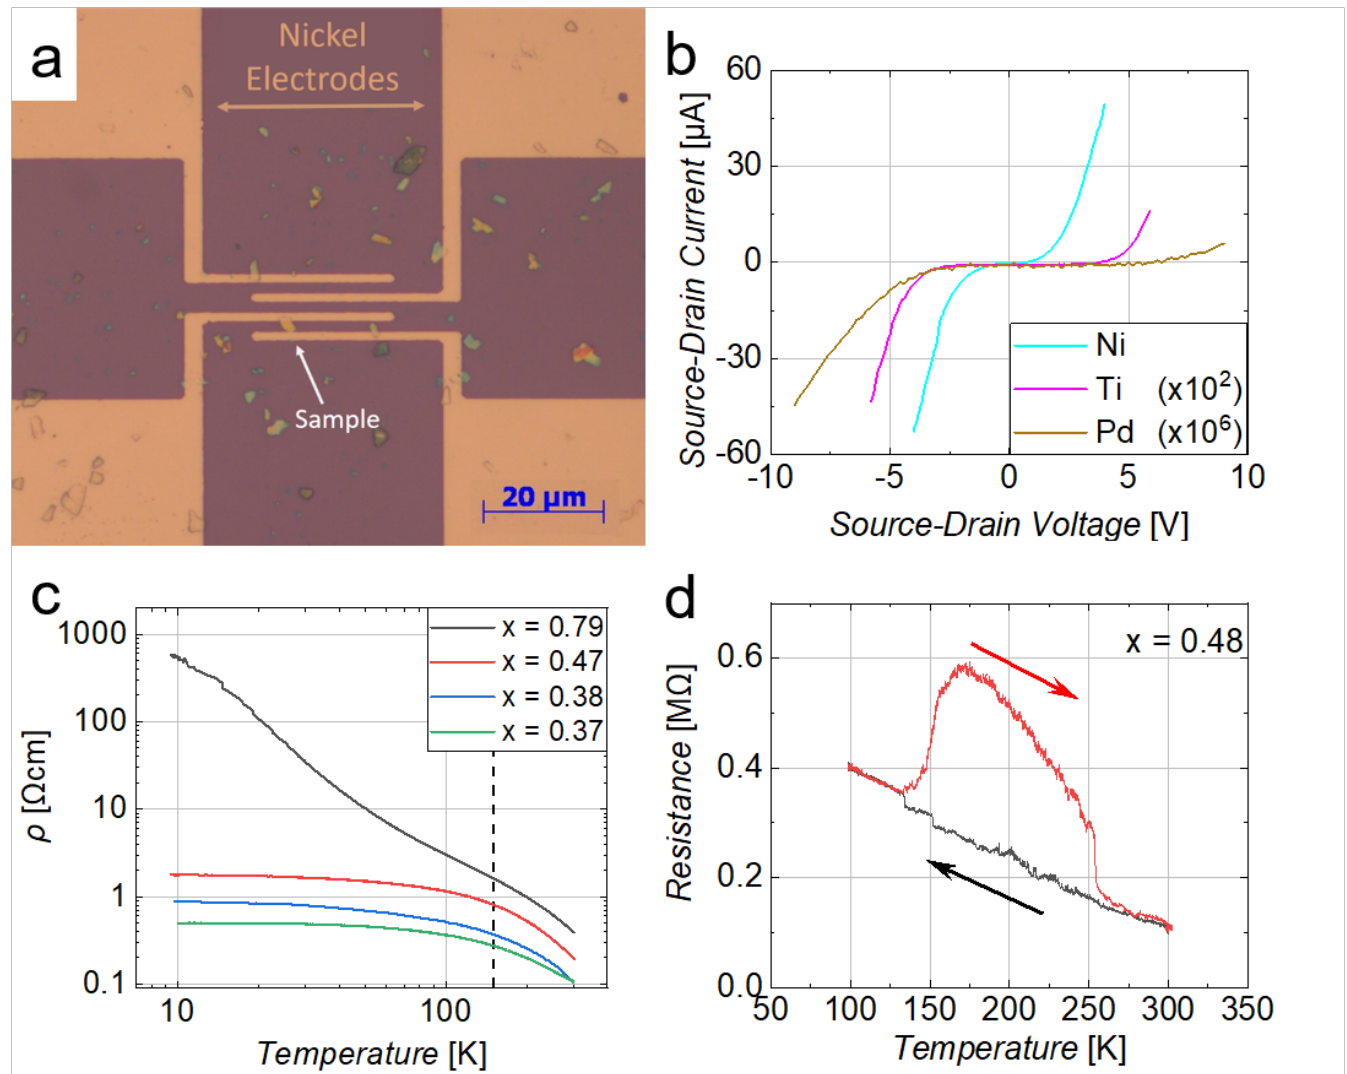 a
Nickel
Electrodes
Sample
20 µm
b
Source-Drain Current [µA]
60
30
0
-30
-60
-10
-5
0
5
10
Ni
Ti (x10²)
Pd (x10⁶)
Source-Drain Voltage [V]
c
ρ [Ωcm]
1000
100
10
1
0.1
10
100
x = 0.79
x = 0.47
x = 0.38
x = 0.37
Temperature [K]
d
Resistance [MΩ]
0.6
0.4
0.2
0.0
50
100
150
200
250
300
350
x = 0.48
Temperature [K]